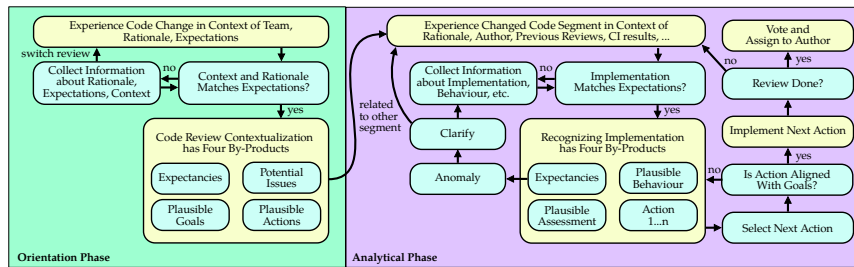 Experience Code Change in Context of Team,
Rationale, Expectations
switch review
Collect Information
about Rationale,
Expectations, Context
no
Context and Rationale
Matches Expectations?
yes
Code Review Contextualization
has Four By-Products
Expectancies
Potential
Issues
Plausible
Goals
Plausible
Actions
Orientation Phase
Experience Changed Code Segment in Context of
Rationale, Author, Previous Reviews, CI results, ...
Collect Information
about Implementation,
Behaviour, etc.
no
Implementation
Matches Expectations?
yes
related
to other
segment
Clarify
Anomaly
Recognizing Implementation
has Four By-Products
Expectancies
Plausible
Behaviour
Plausible
Assessment
Action
1...n
Vote and
Assign to Author
yes
no
Review Done?
Implement Next Action
yes
no
Is Action Aligned
With Goals?
Select Next Action
Analytical Phase